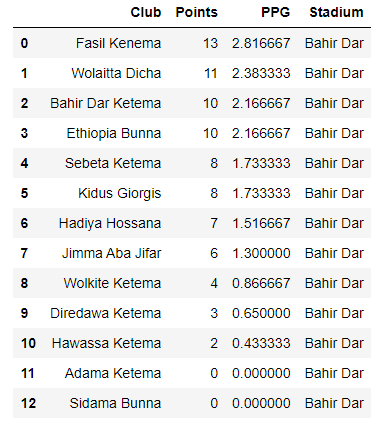 Club Points PPG Stadium
0 Fasil Kenema 13 2.816667 Bahir Dar
1 Wolaitta Dicha 11 2.383333 Bahir Dar
2 Bahir Dar Ketema 10 2.166667 Bahir Dar
3 Ethiopia Bunna 10 2.166667 Bahir Dar
4 Sebeta Ketema 8 1.733333 Bahir Dar
5 Kidus Giorgis 8 1.733333 Bahir Dar
6 Hadiya Hossana 7 1.516667 Bahir Dar
7 Jimma Aba Jifar 6 1.300000 Bahir Dar
8 Wolkite Ketema 4 0.866667 Bahir Dar
9 Diredawa Ketema 3 0.650000 Bahir Dar
10 Hawassa Ketema 2 0.433333 Bahir Dar
11 Adama Ketema 0 0.000000 Bahir Dar
12 Sidama Bunna 0 0.000000 Bahir Dar